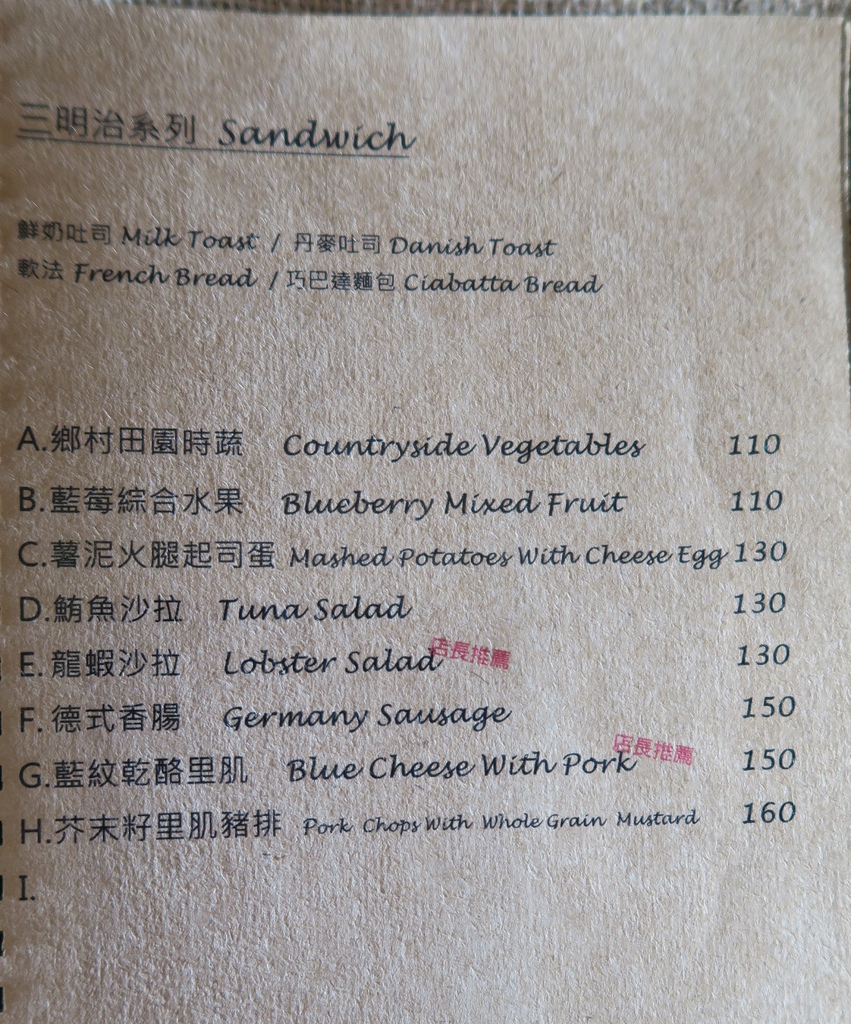 三明治系列 Sandwich
鮮奶吐司 Milk Toast / 丹麥吐司 Danish Toast
軟法 French Bread / 巧巴達麵包 Ciabatta Bread
A.鄉村田園時蔬 Countryside Vegetables 110
B.藍莓綜合水果 Blueberry Mixed Fruit 110
C.薯泥火腿起司蛋 Mashed Potatoes With Cheese Egg 130
D.鮪魚沙拉 Tuna Salad 130
E.龍蝦沙拉 Lobster Salad 店長推薦 130
F.德式香腸 Germany Sausage 150
G.藍紋乾酪里肌 Blue Cheese With Pork 店長推薦 150
H.芥末籽里肌豬排 Pork Chops With Whole Grain Mustard 160
I.